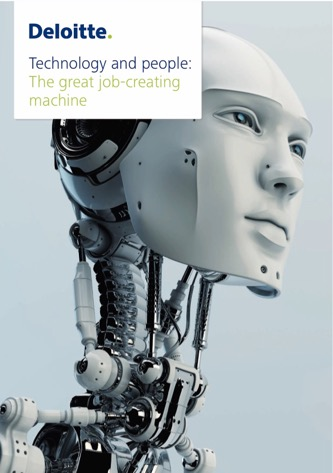 Deloitte.
Technology and people:
The great job-creating
machine